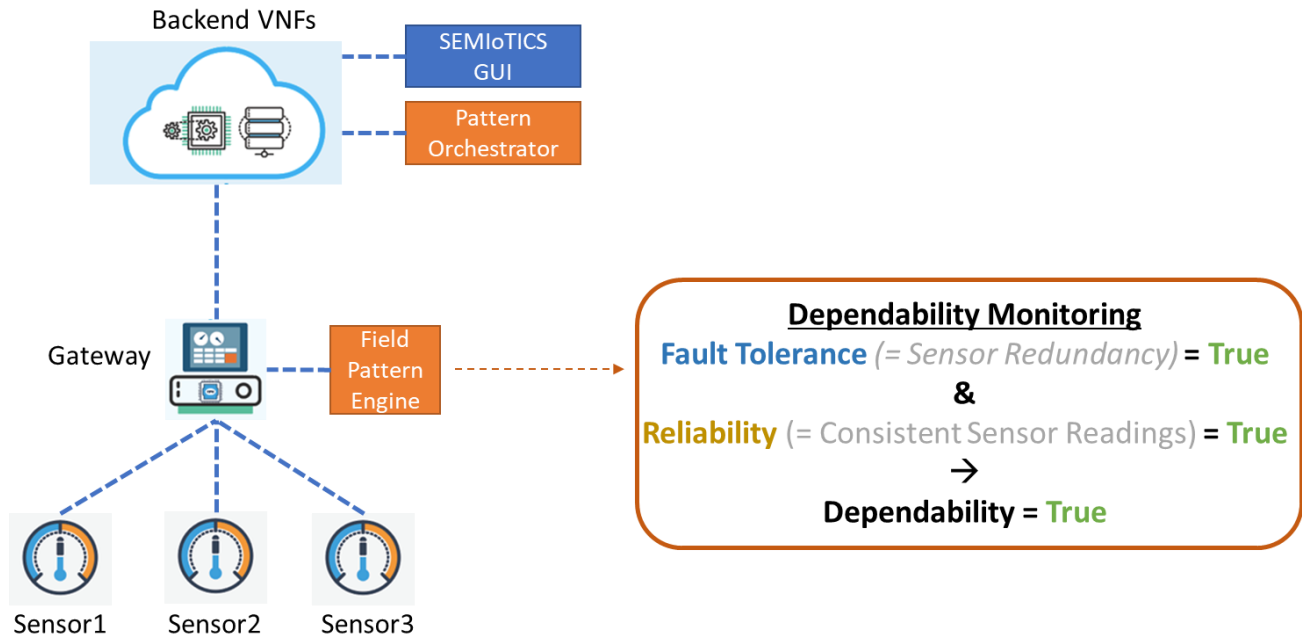 Backend VNFs
SEMIoTICS
GUI
Pattern
Orchestrator
Gateway
Field
Pattern
Engine
Dependability Monitoring
Fault Tolerance (= Sensor Redundancy) = True
&
Reliability (= Consistent Sensor Readings) = True
→
Dependability = True
Sensor1
Sensor2
Sensor3